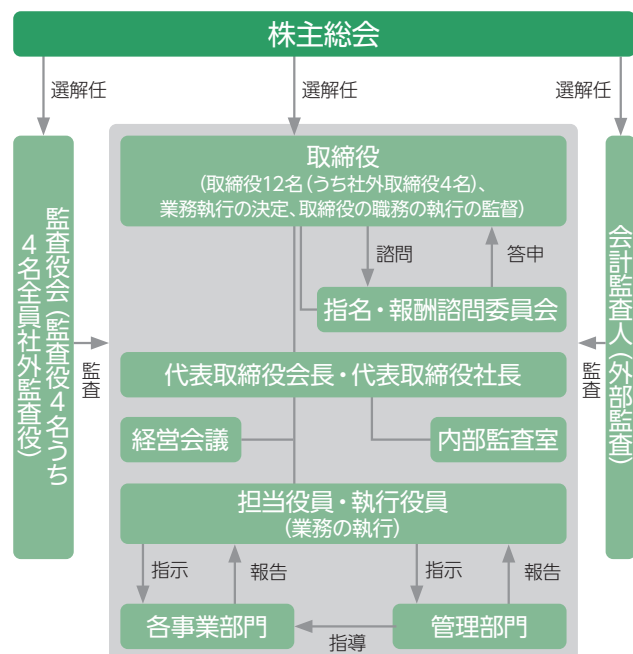 株主総会
選解任
選解任
選解任
取締役
(取締役12名(うち社外取締役4名)、
業務執行の決定、取締役の職務の執行の監督)
監査役会(監査役4名うち
4名全員社外監査役)
会計監査人(外部監査)
諮問
答申
指名・報酬諮問委員会
監査
監査
代表取締役会長・代表取締役社長
経営会議
内部監査室
担当役員・執行役員
(業務の執行)
指示
報告
指示
報告
各事業部門
指導
管理部門